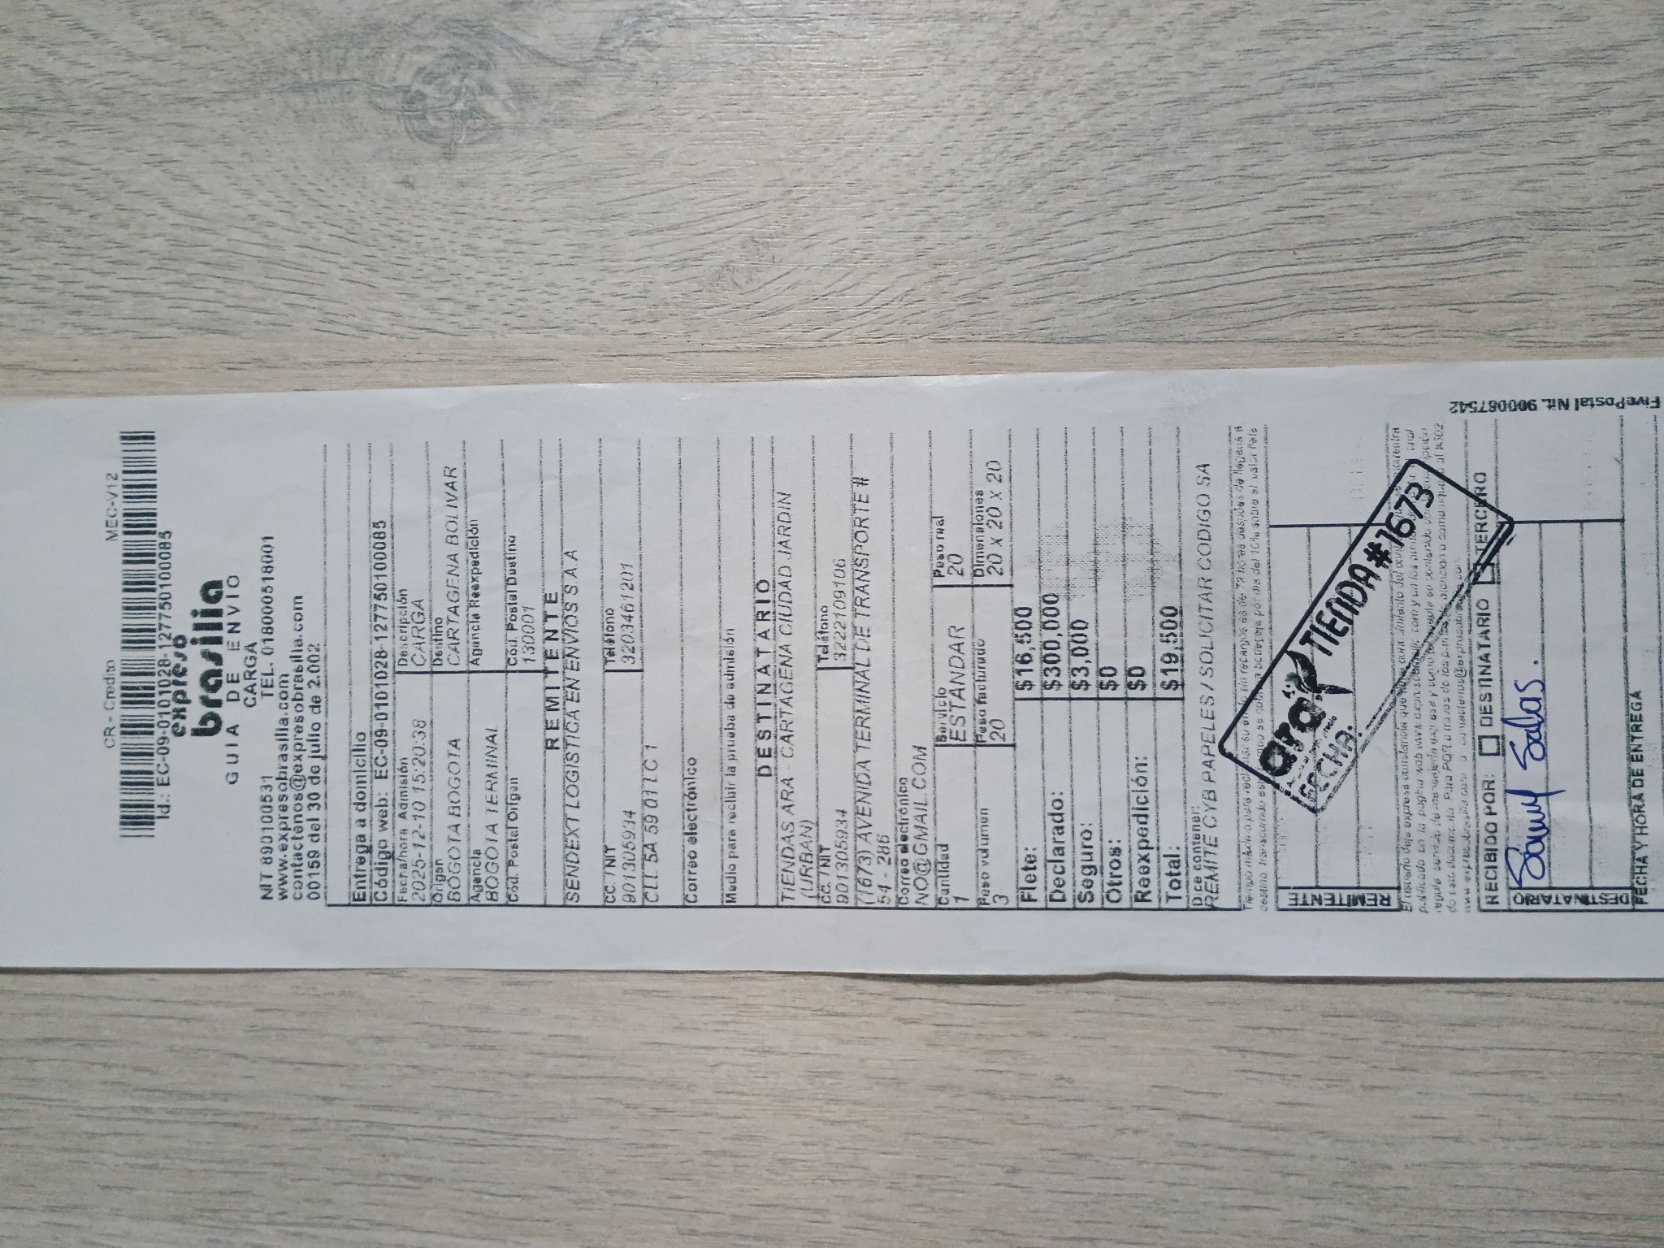 CR - Credito MEC-V12
Id.: EC-09-0101028-127750100085
expreso
brasilia
GUIA DE ENVIO
CARGA
NIT 890100531 TEL. 018000518001
www.expresobrasilia.com
contactenos@expresobrasilia.com
00159 del 30 de julio de 2.002
Entrega a domicilio
Código web: EC-09-0101028-127750100085
Fecha/hora Admisión Descripción
2025-12-10 15:20:38 CARGA
Origen Destino
BOGOTA BOGOTA CARTAGENA BOLIVAR
Agencia Agencia Reexpedición
BOGOTA TERMINAL
Cod. Postal Origen Cod. Postal Destino
130001
REMITENTE
SENDEXT LOGISTICA EN ENVIOS S.A.A
CC. / NIT Teléfono
901305934 3203461201
CLL 5A 59 01 LC 1
Correo electrónico
Medio para recibir la prueba de admisión
DESTINATARIO
TIENDAS ARA - CARTAGENA CIUDAD JARDIN
(URBAN)
CC. / NIT Teléfono
901305934 3222109106
(1673) AVENIDA TERMINAL DE TRANSPORTE #
54 - 286
Correo electrónico
NO@GMAIL.COM
Cantidad Servicio Peso real
1 ESTANDAR 20
Peso volumen Peso facturado Dimensiones
3 20 20 x 20 x 20
Flete: $16,500
Declarado: $300,000
Seguro: $3,000
Otros: $0
Reexpedición: $0
Total: $19,500
Dice contener:
REMITE CYB PAPELES / SOLICITAR CODIGO SA
REMITENTE
ara TIENDA #1673
FECHA:
RECIBIDO POR: DESTINATARIO TERCERO
DESTINATARIO
Salas.
FECHA Y HORA DE ENTREGA
FivePostal Nit. 900087542